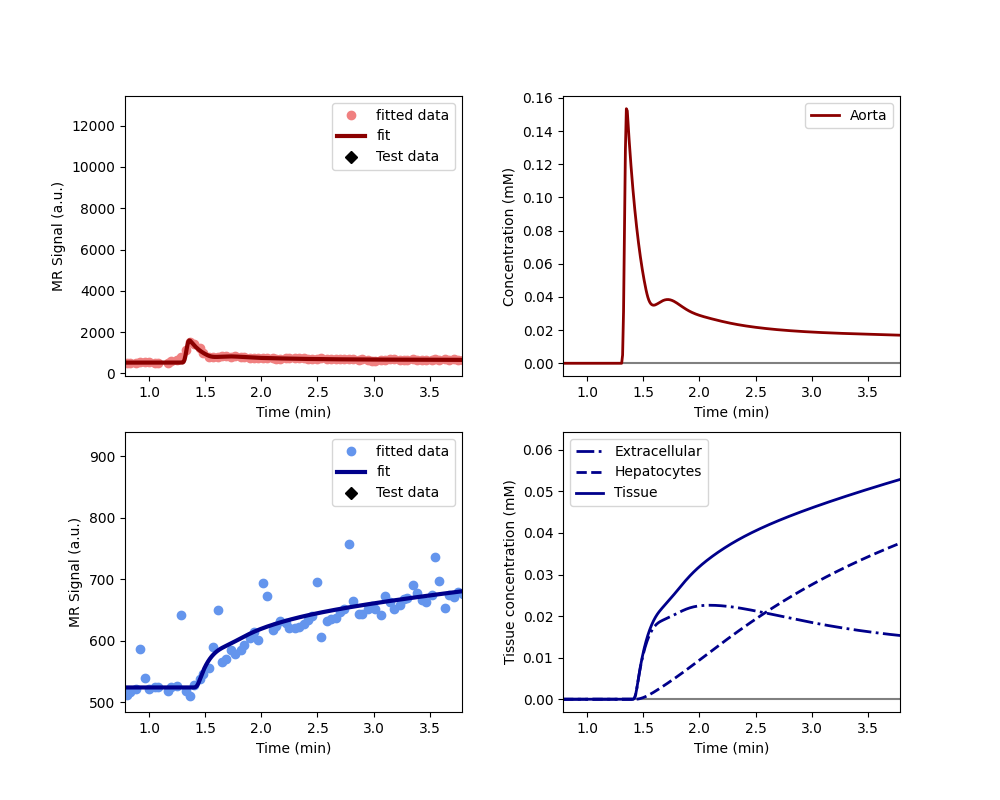 12000
10000
8000
6000
4000
2000
0
MR Signal (a.u.)
fitted data
fit
Test data
1.0 1.5 2.0 2.5 3.0 3.5
Time (min)
0.16
0.14
0.12
0.10
0.08
0.06
0.04
0.02
0.00
Concentration (mM)
Aorta
1.0 1.5 2.0 2.5 3.0 3.5
Time (min)
900
800
700
600
500
MR Signal (a.u.)
fitted data
fit
Test data
1.0 1.5 2.0 2.5 3.0 3.5
Time (min)
0.06
0.05
0.04
0.03
0.02
0.01
0.00
Tissue concentration (mM)
Extracellular
Hepatocytes
Tissue
1.0 1.5 2.0 2.5 3.0 3.5
Time (min)